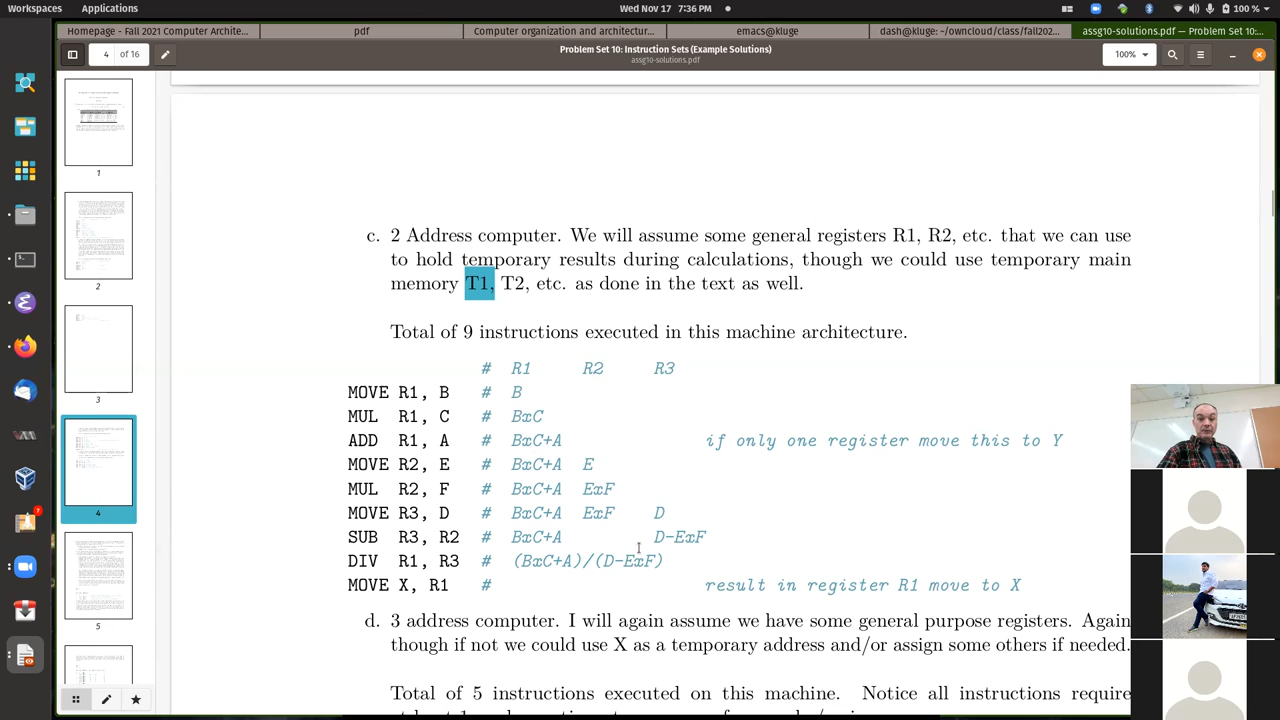 Workspaces Applications Wed Nov 17 7:36 PM 100 %
Homepage - Fall 2021 Computer Archite... pdf Computer organization and architectur... emacs@kluge dash@kluge: ~/owncloud/class/fall202... assg10-solutions.pdf — Problem Set 10:...
4 of 16 Problem Set 10: Instruction Sets (Example Solutions) 100%
assg10-solutions.pdf
1
2
3
4
5
7
c. 2 Address computer. We will assume some general registers R1, R2, etc. that we can use
to hold temporary results during calculations, though we could use temporary main
memory T1, T2, etc. as done in the text as well.
Total of 9 instructions executed in this machine architecture.
# R1 R2 R3
MOVE R1, B # B
MUL R1, C # BxC
ADD R1, A # BxC+A if only one register move this to Y
MOVE R2, E # BxC+A E
MUL R2, F # BxC+A ExF
MOVE R3, D # BxC+A ExF D
SUB R3, R2 # BxC+A D-ExF
DIV R1, R3 # (BxC+A)/(D-ExF)
MOVE X, R1 # result in register R1 move to X
d. 3 address computer. I will again assume we have some general purpose registers. Again
though if not we could use X as a temporary address and/or assign some others if needed.
Total of 5 instructions executed on this machine. Notice all instructions require